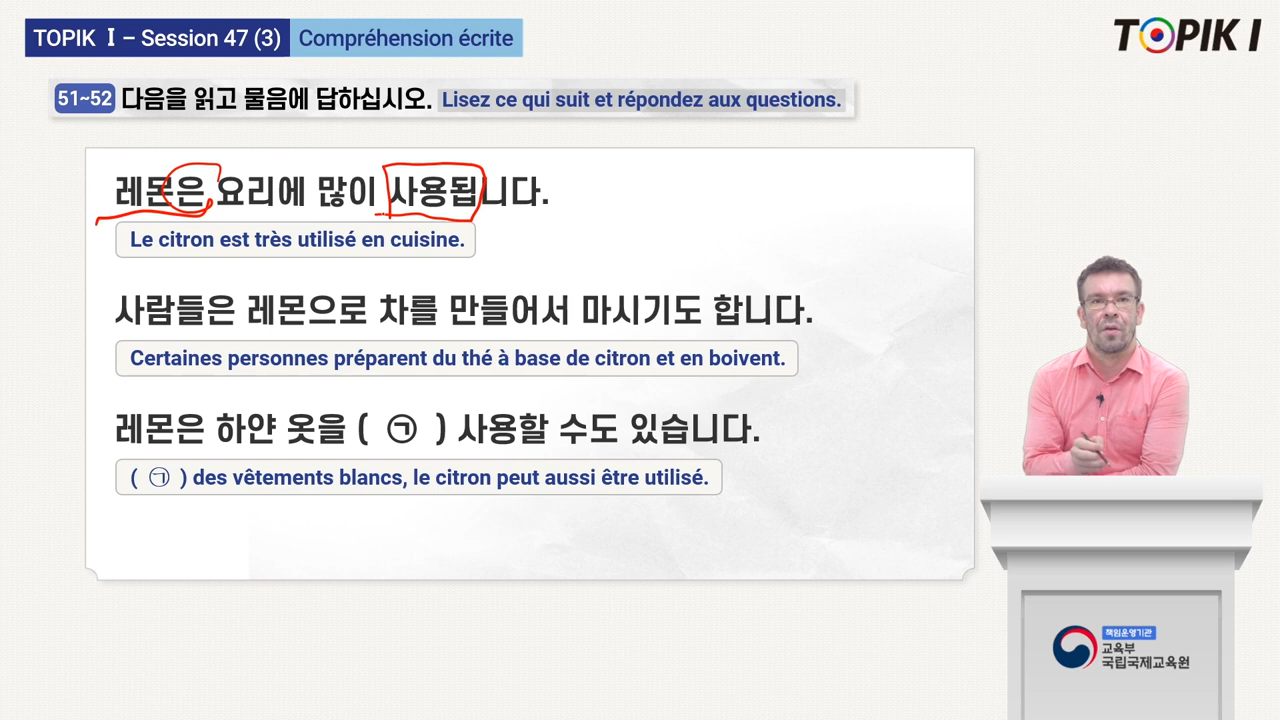 TOPIK Ⅰ – Session 47 (3) Compréhension écrite
TOPIK I
51~52 다음을 읽고 물음에 답하십시오. Lisez ce qui suit et répondez aux questions.
레몬은 요리에 많이 사용됩니다.
Le citron est très utilisé en cuisine.
사람들은 레몬으로 차를 만들어서 마시기도 합니다.
Certaines personnes préparent du thé à base de citron et en boivent.
레몬은 하얀 옷을 ( ㉠ ) 사용할 수도 있습니다.
( ㉠ ) des vêtements blancs, le citron peut aussi être utilisé.
책임운영기관
교육부
국립국제교육원